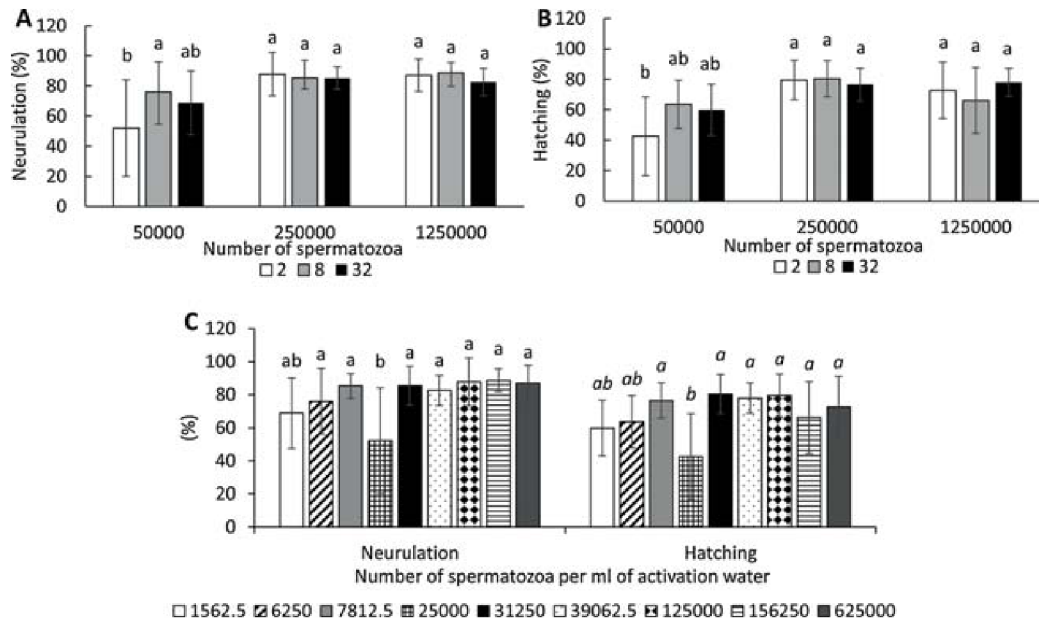 A
Neurulation (%)
120
100
80
60
40
20
0
b a ab a a a a a a
50000 250000 1250000
Number of spermatozoa
2 8 32
B
Hatching (%)
120
100
80
60
40
20
0
b ab ab a a a a a a
50000 250000 1250000
Number of spermatozoa
2 8 32
C
(%)
120
100
80
60
40
20
0
ab a a b a a a a a ab ab a b a a a a a
Neurulation Hatching
Number of spermatozoa per ml of activation water
1562.5 6250 7812.5 25000 31250 39062.5 125000 156250 625000